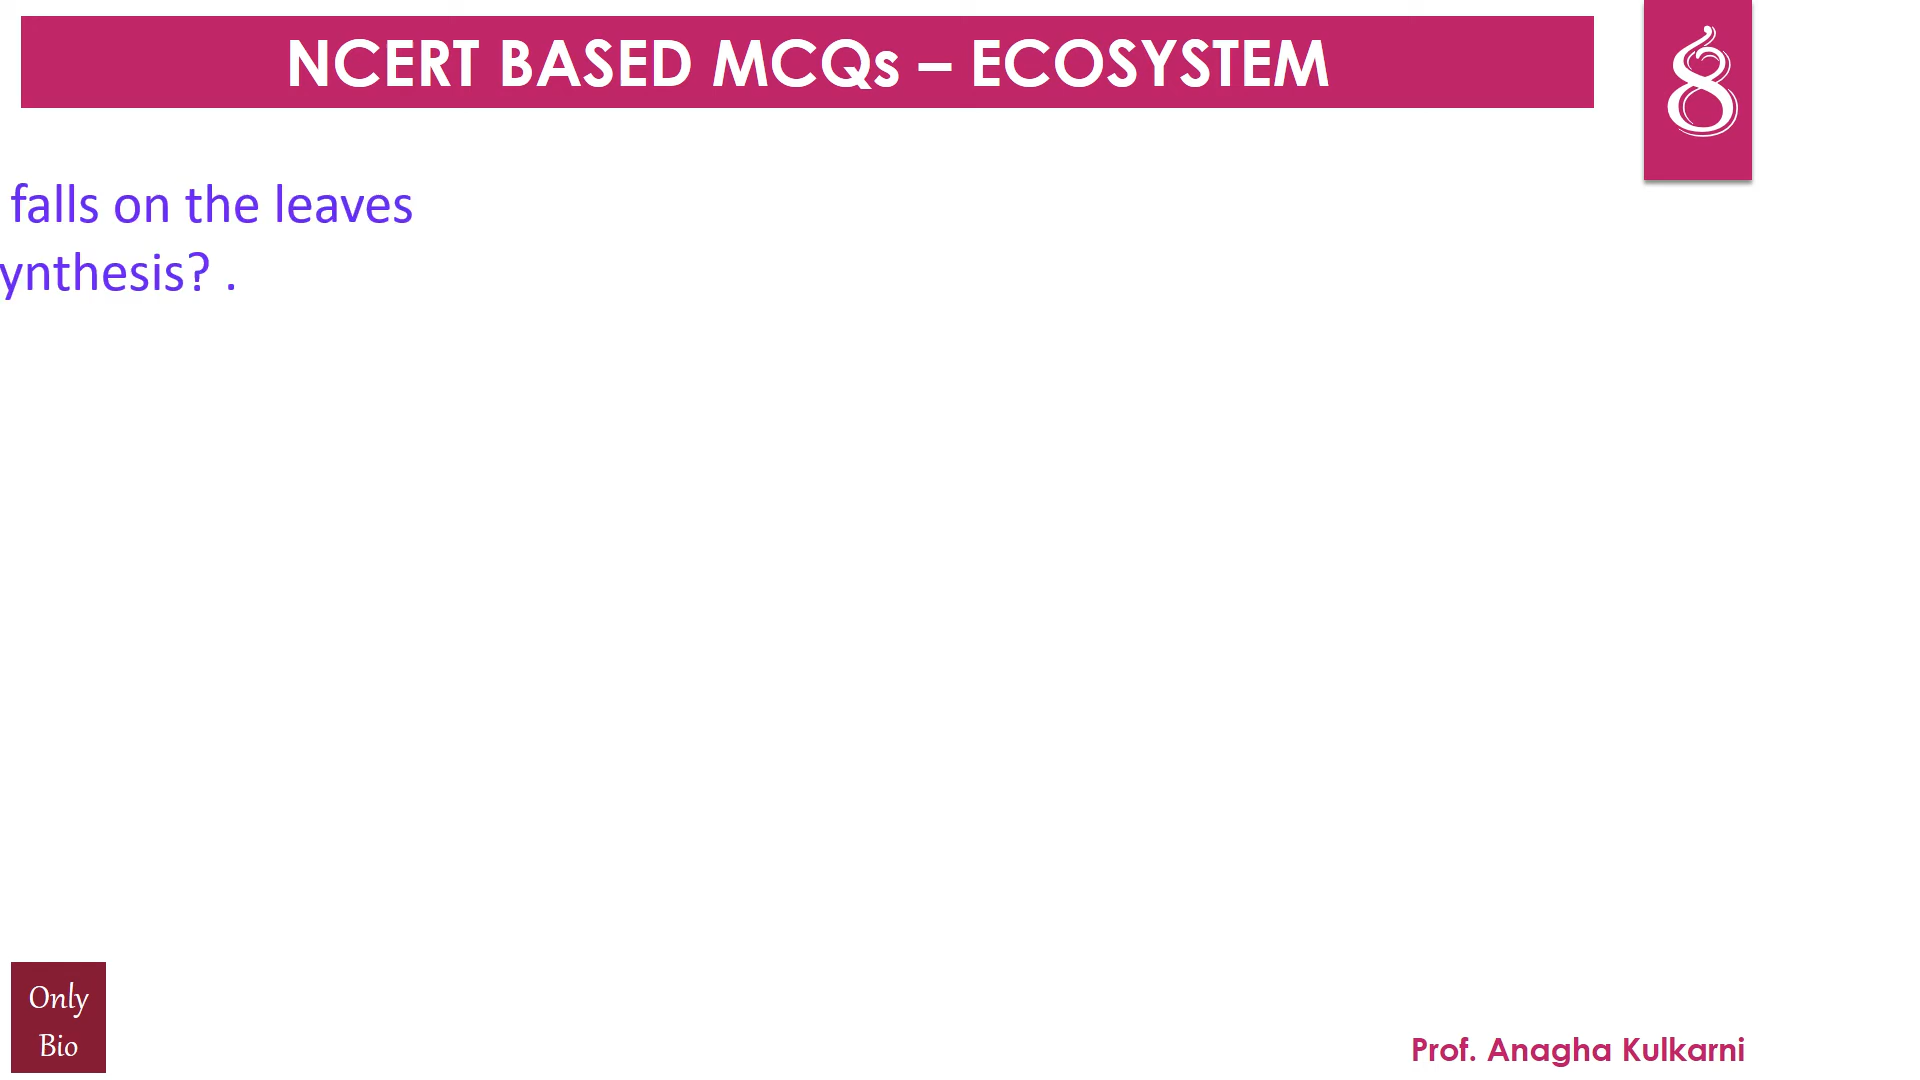 NCERT BASED MCQs – ECOSYSTEM
8
falls on the leaves
ynthesis? .
Only
Bio
Prof. Anagha Kulkarni